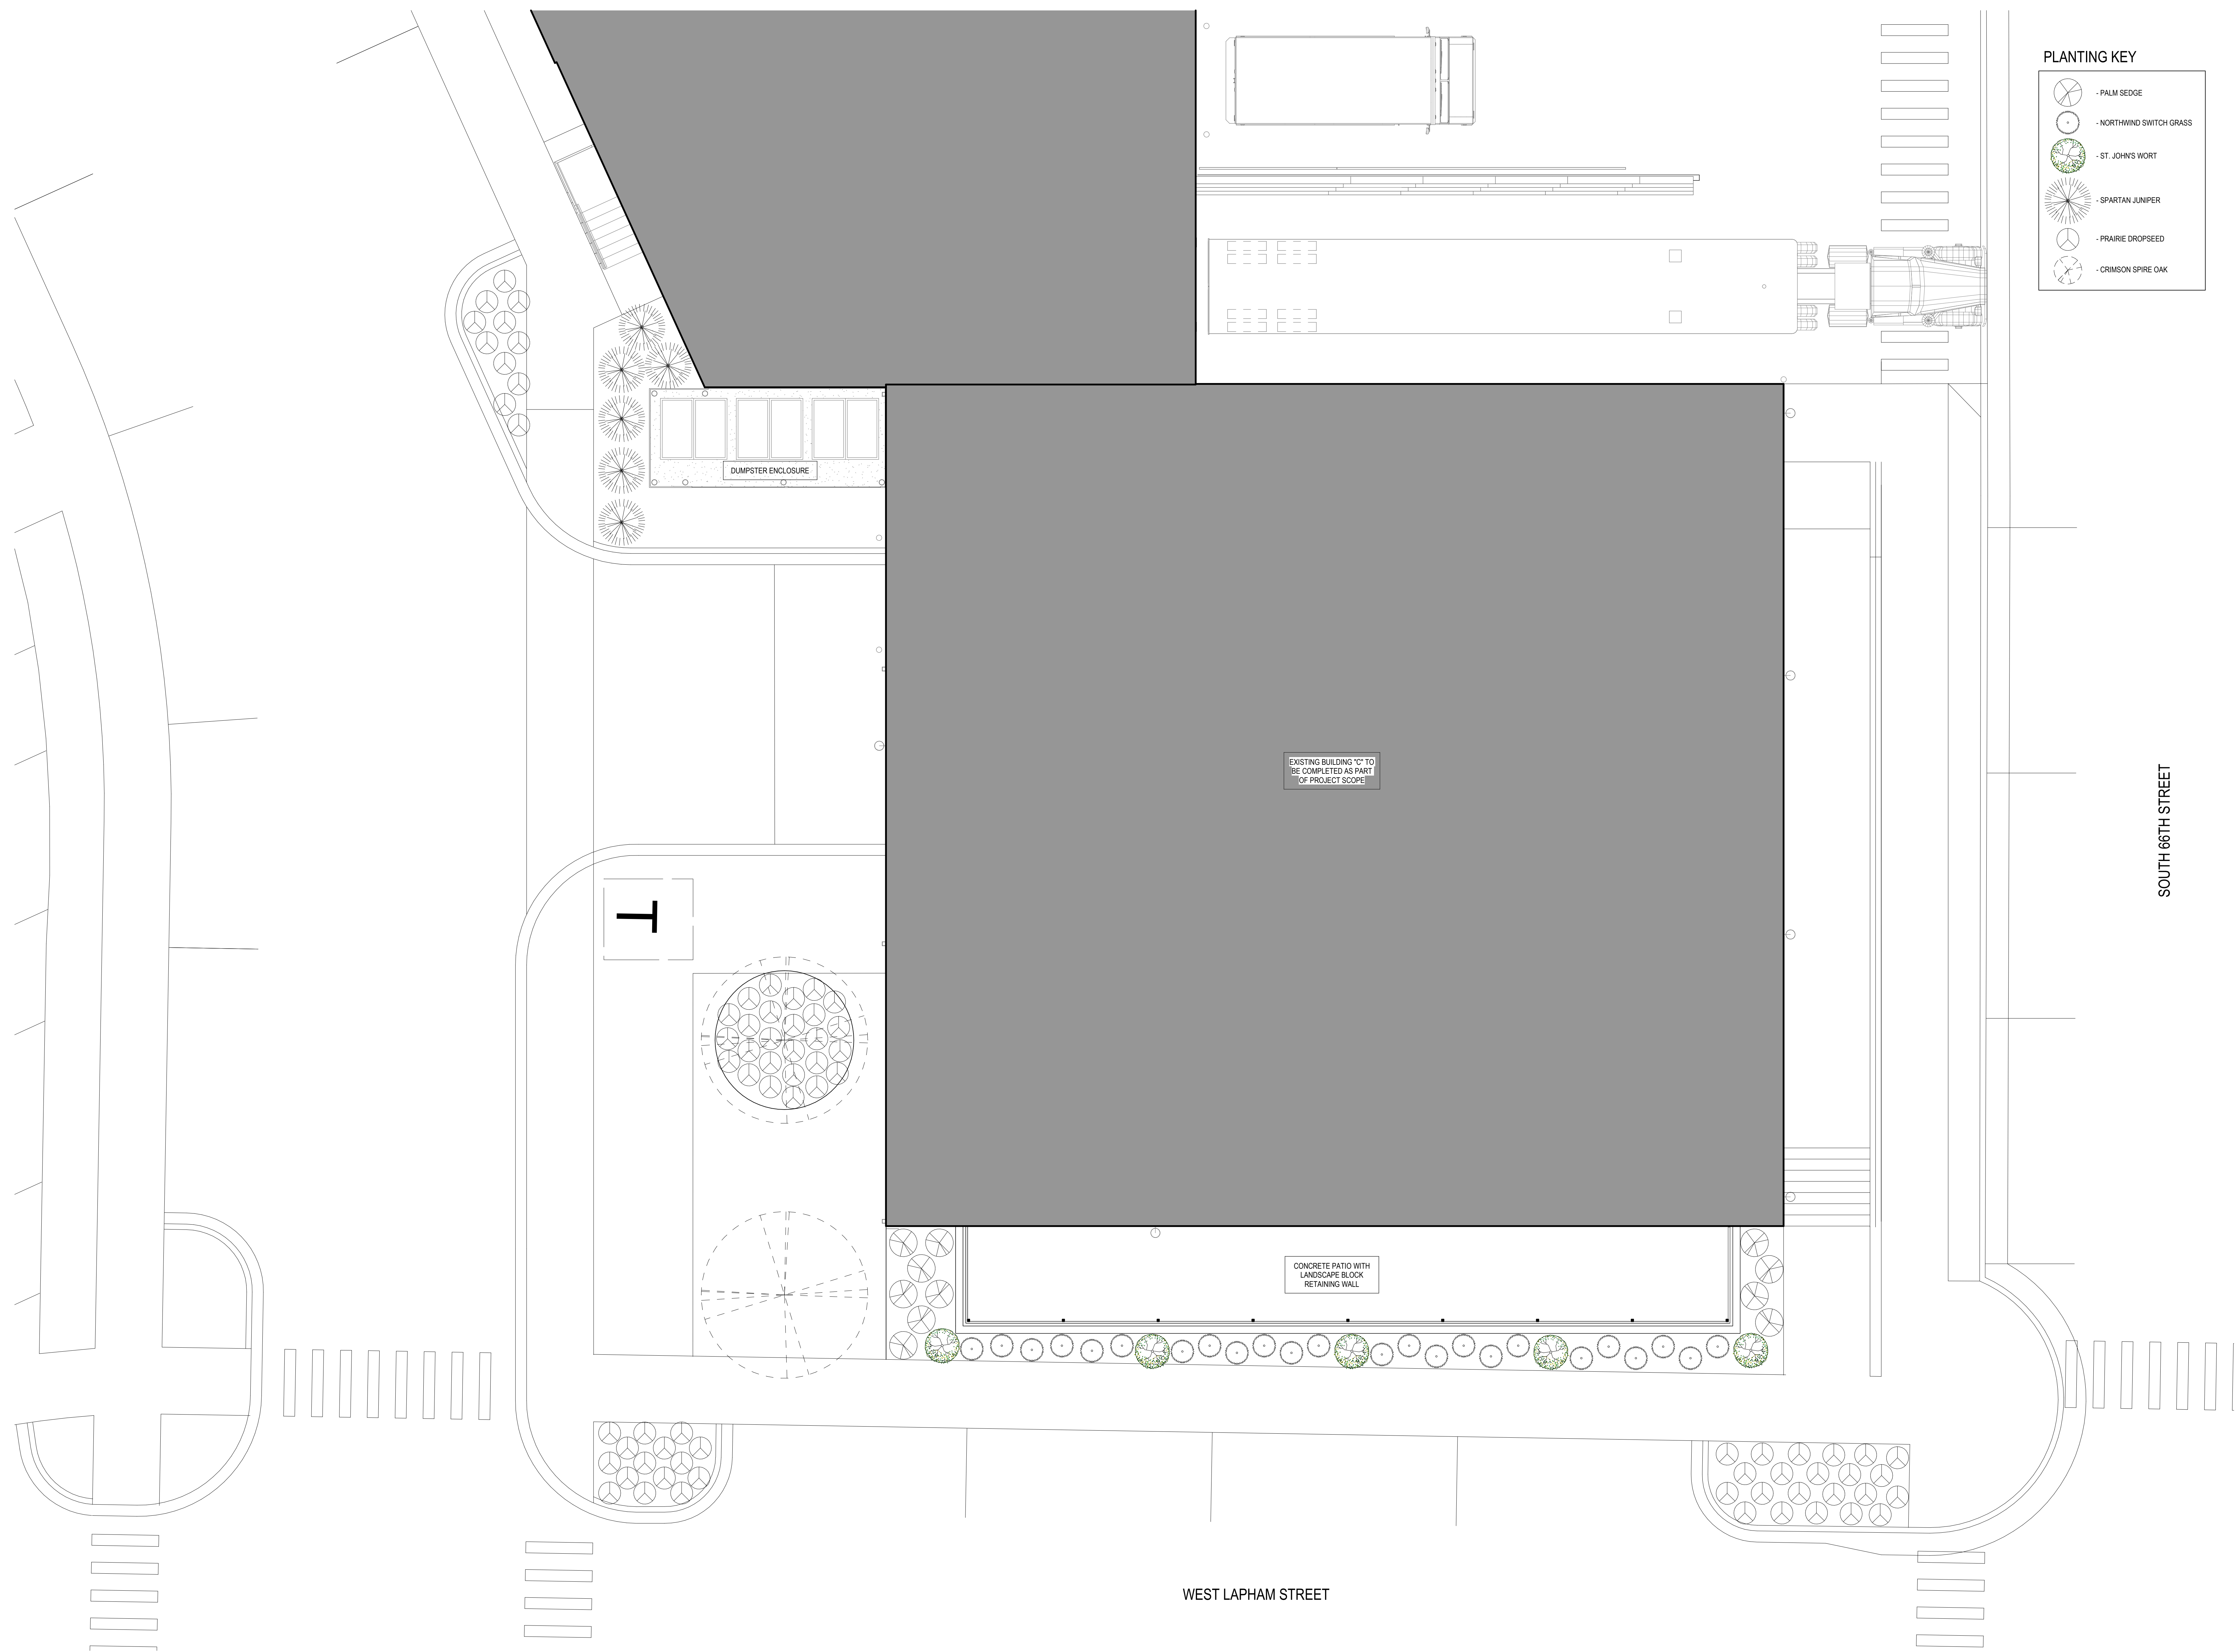 PLANTING KEY
- PALM SEDGE
- NORTHWIND SWITCH GRASS
- ST. JOHN'S WORT
- SPARTAN JUNIPER
- PRAIRIE DROPSEED
- CRIMSON SPIRE OAK
DUMPSTER ENCLOSURE
EXISTING BUILDING "C" TO
BE COMPLETED AS PART
OF PROJECT SCOPE
SOUTH 66TH STREET
T
CONCRETE PATIO WITH
LANDSCAPE BLOCK
RETAINING WALL
WEST LAPHAM STREET